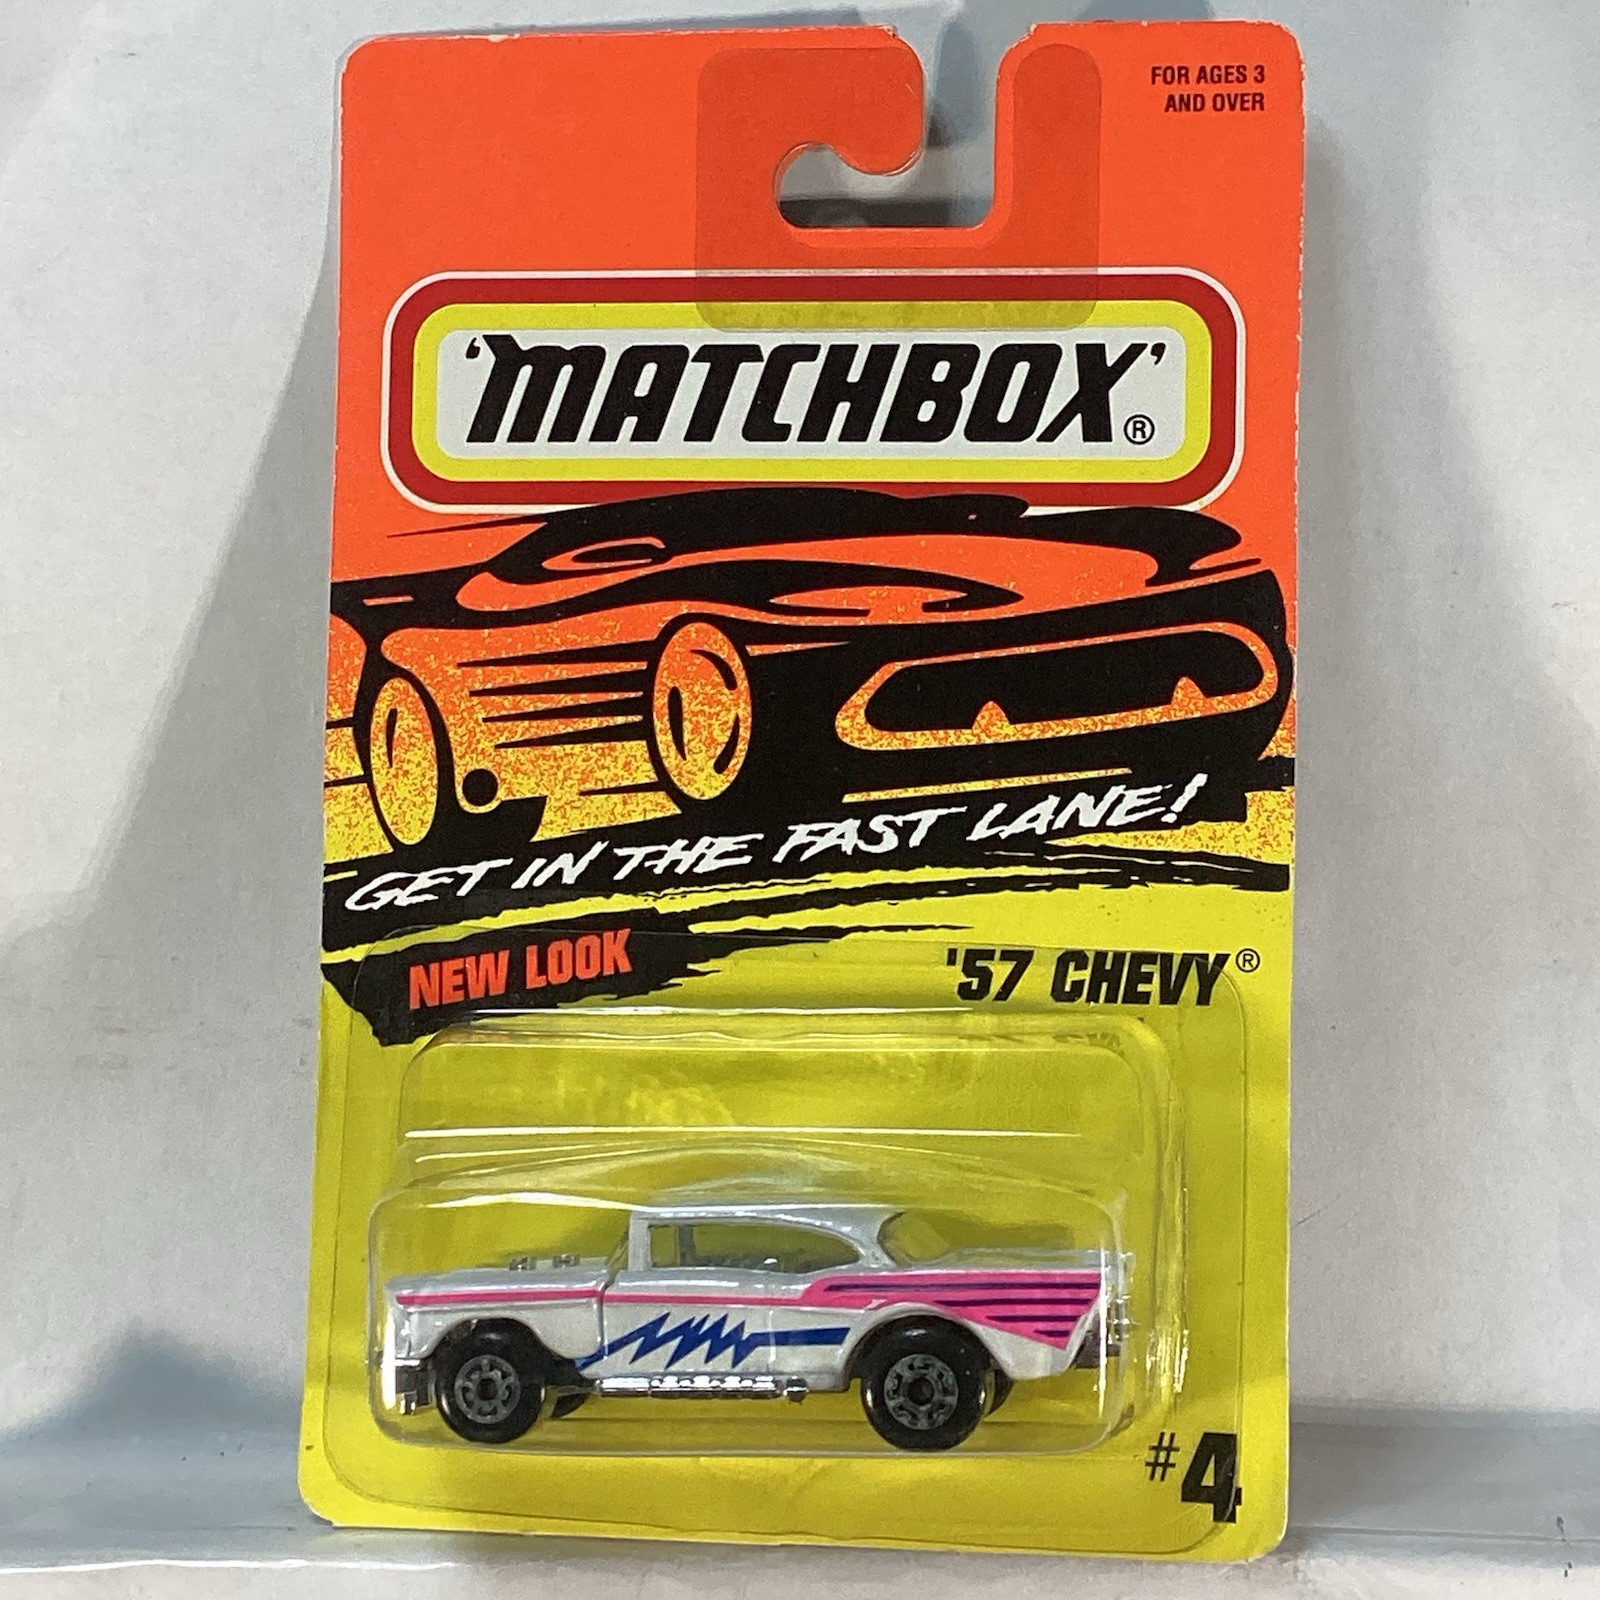 FOR AGES 3
AND OVER
'MATCHBOX'®
GET IN THE FAST LANE!
NEW LOOK
'57 CHEVY®
#4